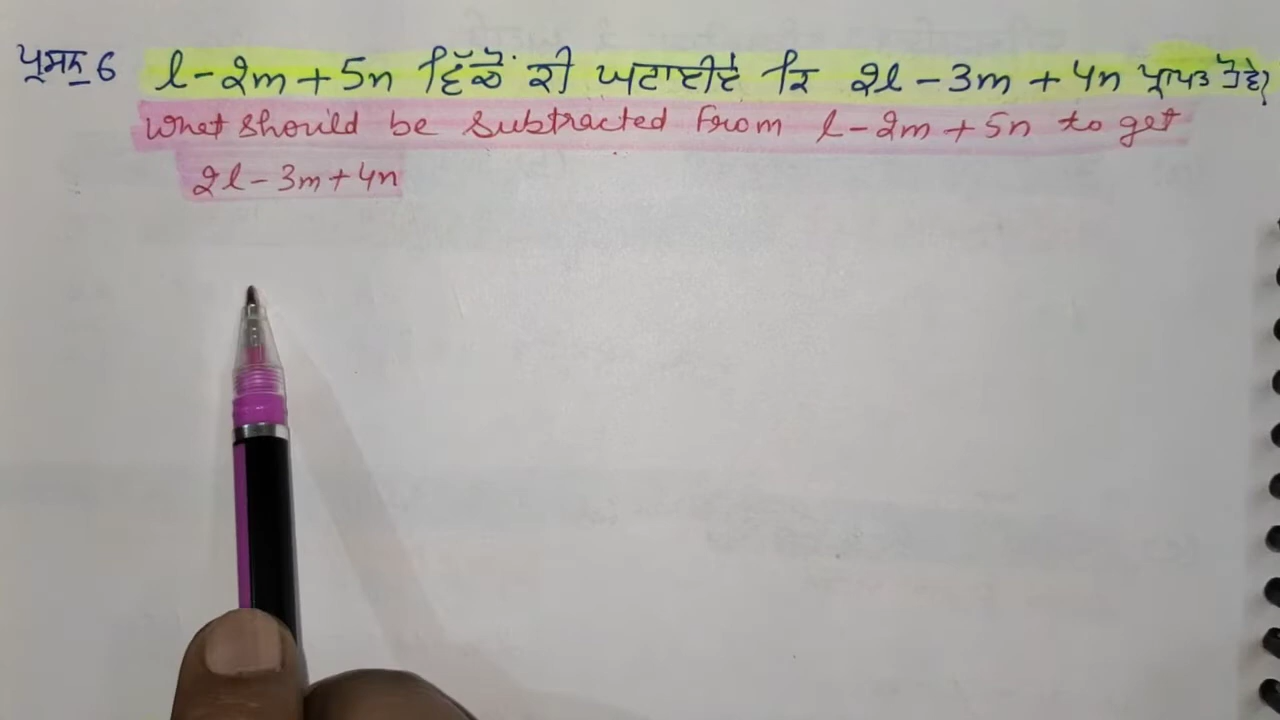 ਪ੍ਰਸ਼ਨ 6 l - 2m + 5n ਵਿੱਚੋਂ ਕੀ ਘਟਾਈਏ ਕਿ 2l - 3m + 4n ਪ੍ਰਾਪਤ ਹੋਵੇ।
What should be subtracted from l - 2m + 5n to get
2l - 3m + 4n